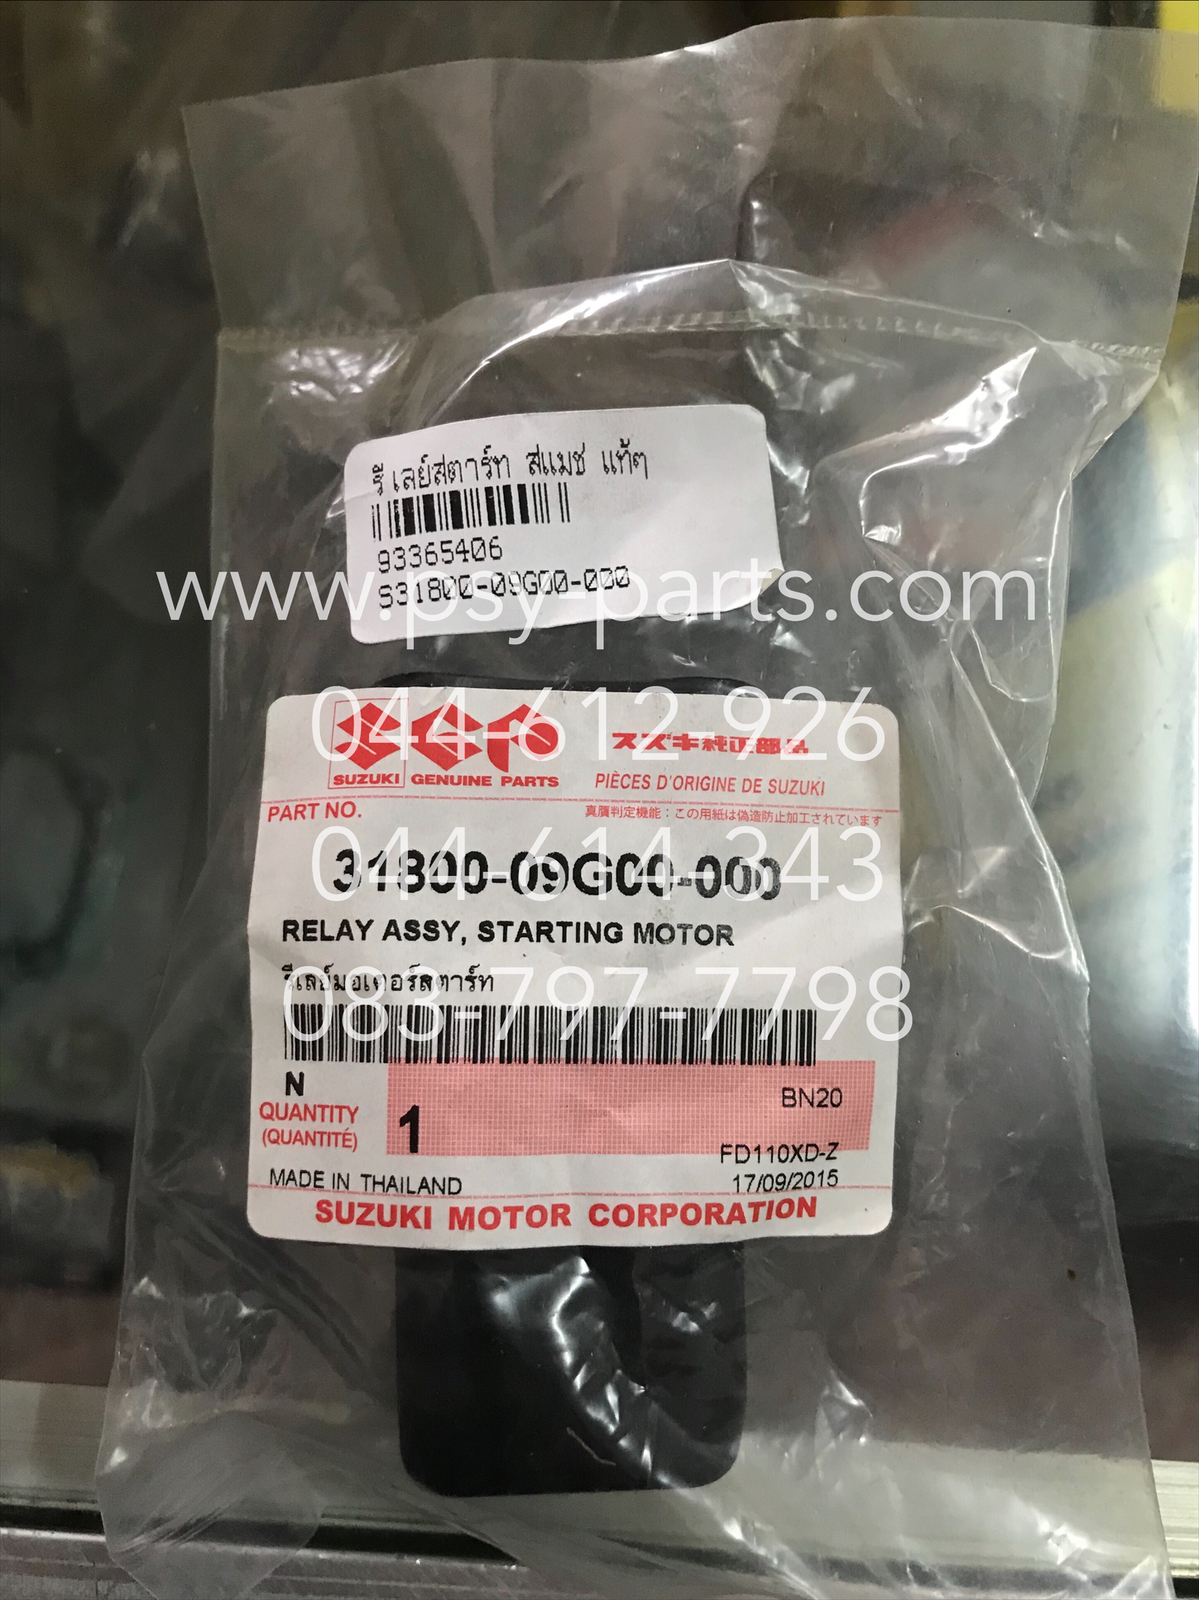 รีเลย์สตาร์ท สแมช แท้ๆ
93365406
S31800-09G00-000
www.psy-parts.com
044-612-926
SUZUKI GENUINE PARTS
スズキ純正部品
PIÈCES D'ORIGINE DE SUZUKI
PART NO.
真贋判定機能:この用紙は偽造防止加工されています
31800-09G00-000
044-614-343
RELAY ASSY, STARTING MOTOR
รีเลย์มอเตอร์สตาร์ท
083-797-7798
N
QUANTITY
(QUANTITÉ)
1
BN20
FD110XD-Z
MADE IN THAILAND
17/09/2015
SUZUKI MOTOR CORPORATION